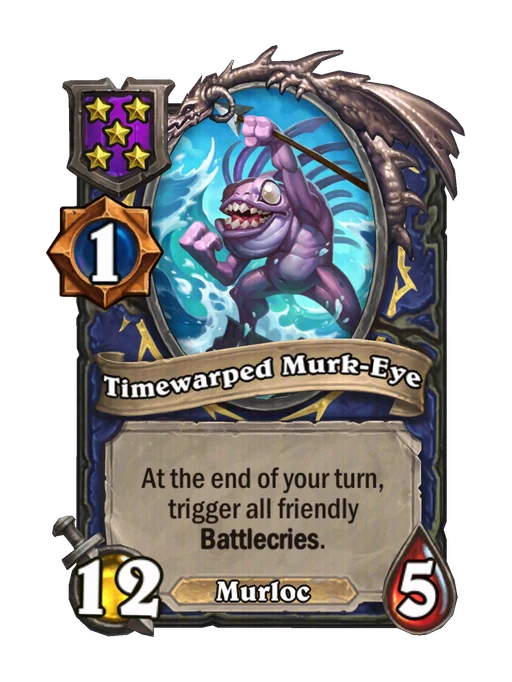 1
Timewarped Murk-Eye
At the end of your turn,
trigger all friendly
Battlecries.
12
Murloc
5